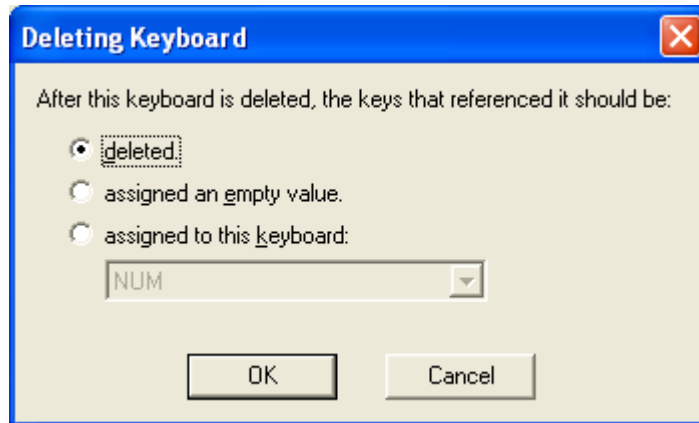 Deleting Keyboard
After this keyboard is deleted, the keys that referenced it should be:
deleted.
assigned an empty value.
assigned to this keyboard:
NUM
OK Cancel